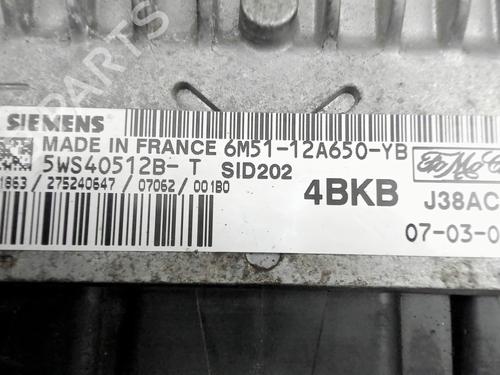 SIEMENS
MADE IN FRANCE 6M51-12A650-YB
5WS40512B- T SID202
1863 / 275240647 / 07062 / 001B0
4BKB J38AC
07-03-0